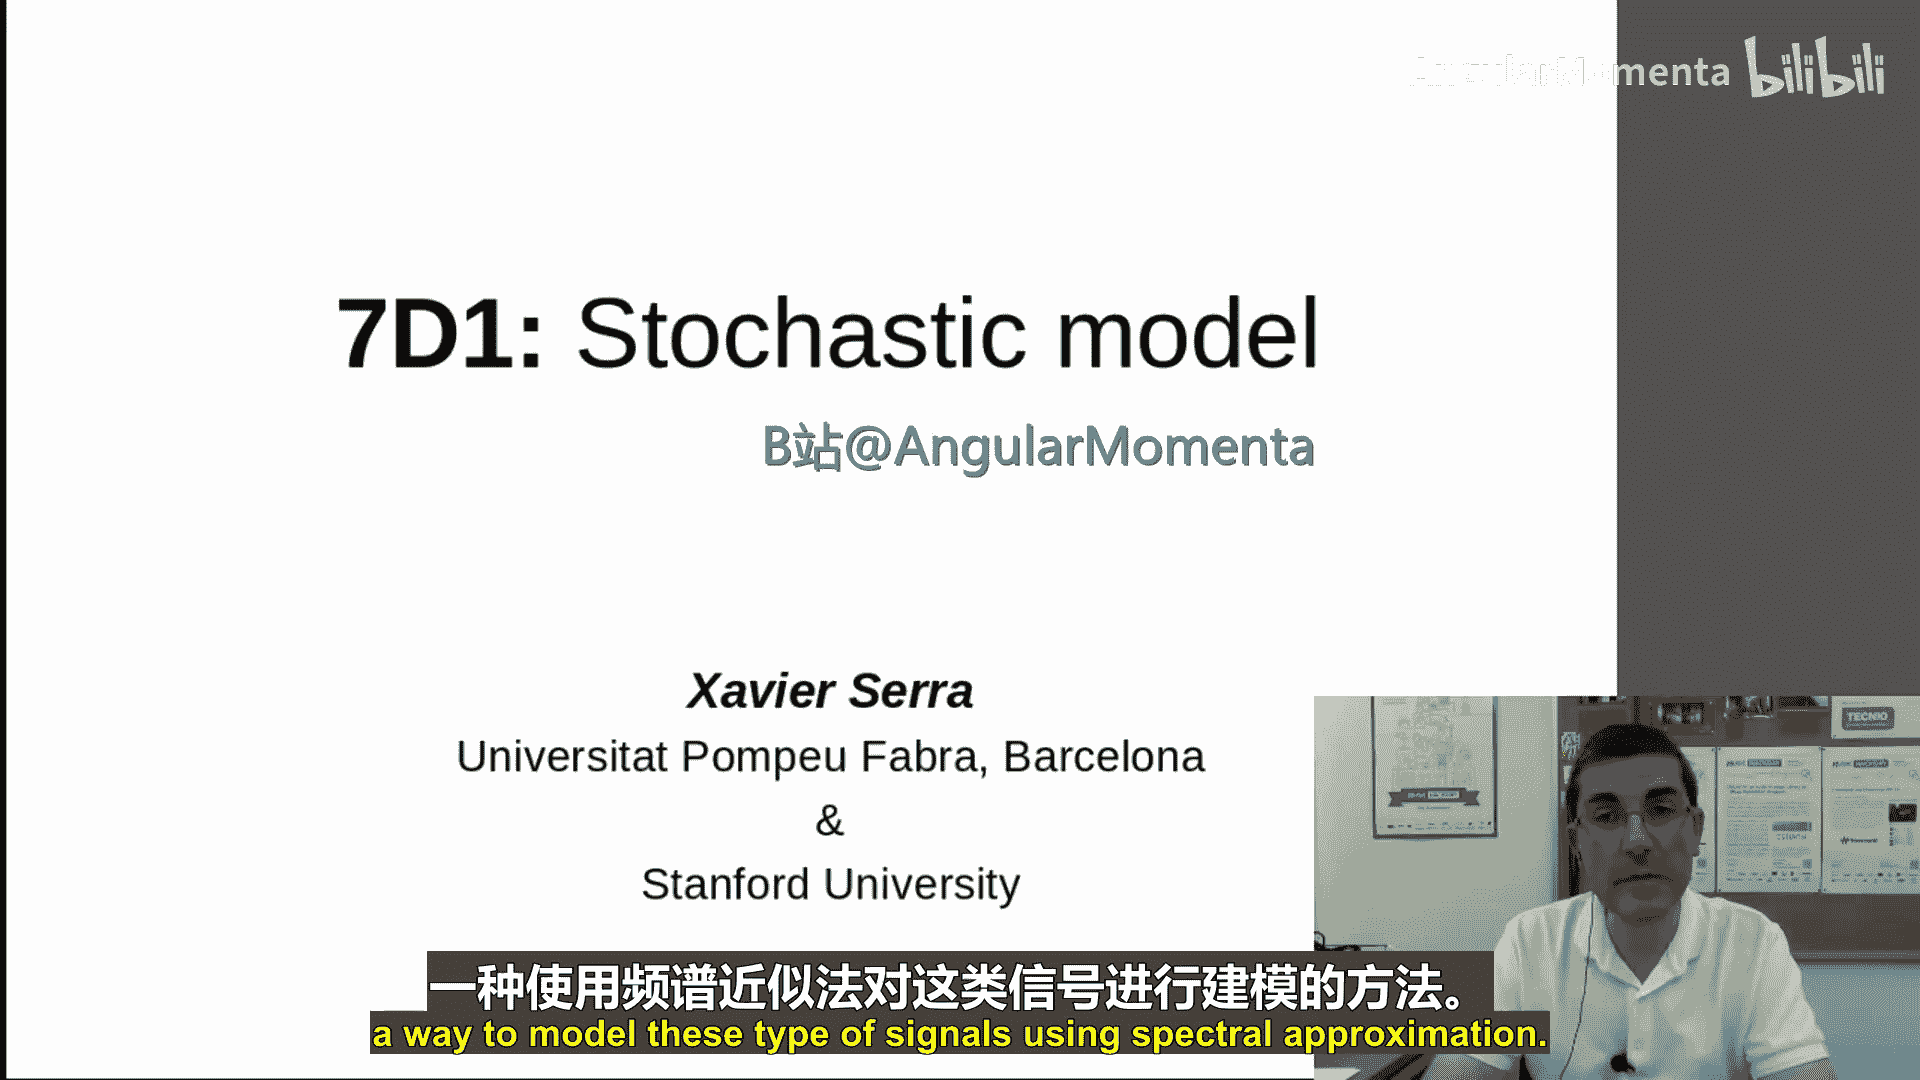 AngularMomenta bilibili
7D1: Stochastic model
B站@AngularMomenta
Xavier Serra
Universitat Pompeu Fabra, Barcelona
&
Stanford University
TECNIO
一种使用频谱近似法对这类信号进行建模的方法。
a way to model these type of signals using spectral approximation.